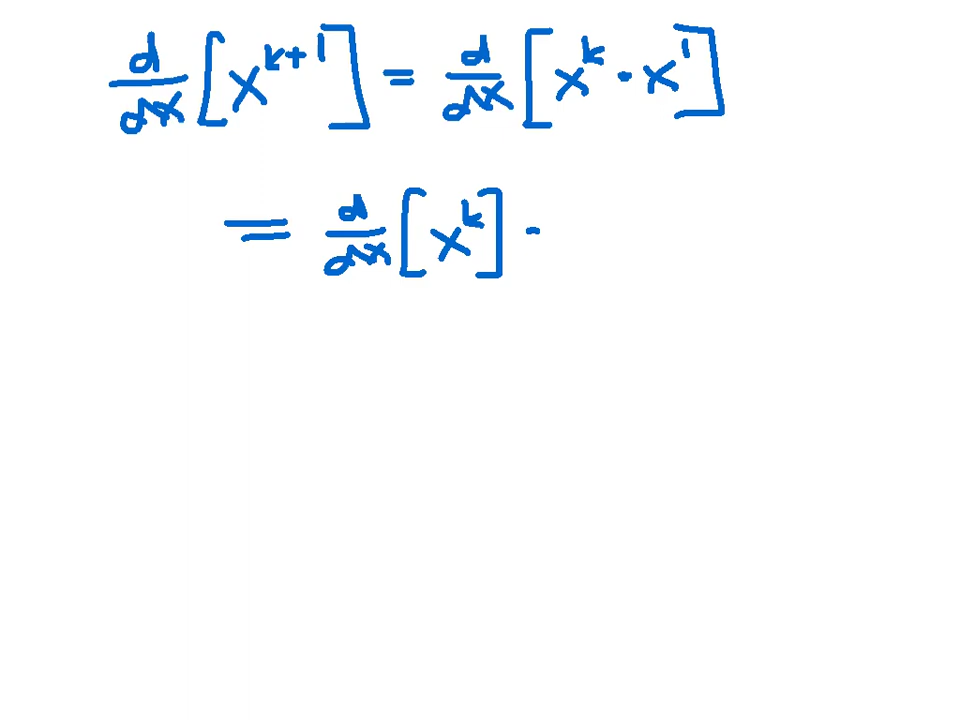 d/dx [x^{k+1}] = d/dx [x^k · x^1]
= d/dx [x^k] ·